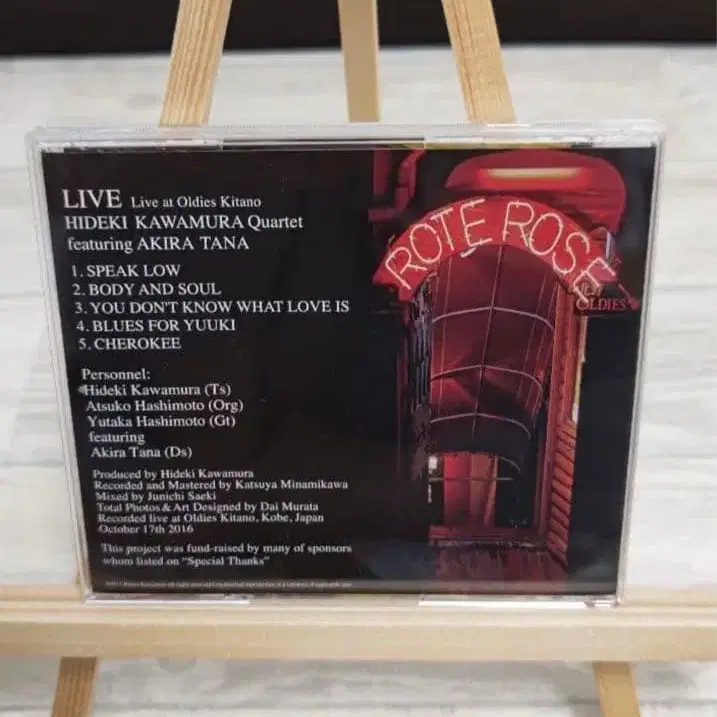 LIVE Live at Oldies Kitano
HIDEKI KAWAMURA Quartet
featuring AKIRA TANA
1. SPEAK LOW
2. BODY AND SOUL
3. YOU DON'T KNOW WHAT LOVE IS
4. BLUES FOR YUUKI
5. CHEROKEE
Personnel:
Hideki Kawamura (Ts)
Atsuko Hashimoto (Org)
Yutaka Hashimoto (Gt)
featuring
Akira Tana (Ds)
Produced by Hideki Kawamura
Recorded and Mastered by Katsuya Minamikawa
Mixed by Junichi Saeki
Total Photos & Art Designed by Dai Murata
Recorded live at Oldies Kitano, Kobe, Japan
October 17th 2016
This project was fund-raised by many of sponsors
whom listed on “Special Thanks”
ROTE ROSE
OLDIES